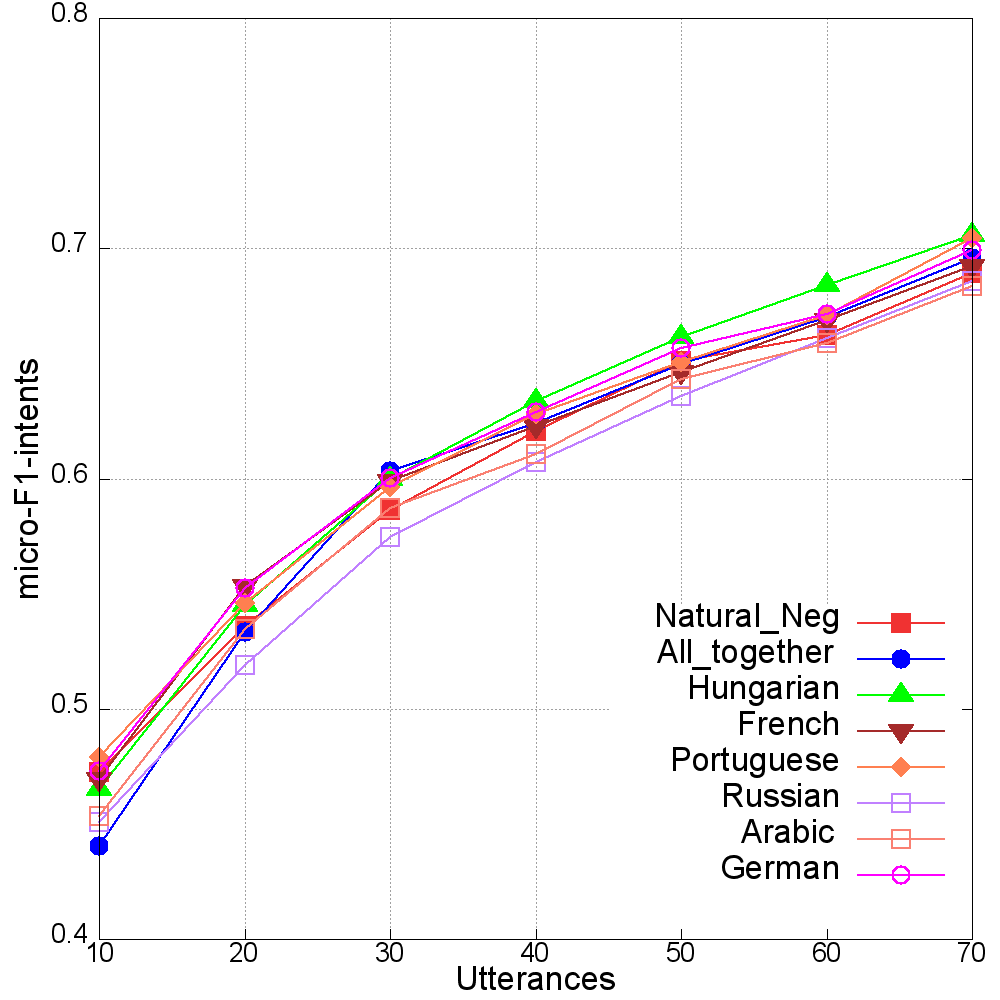 0.8
0.7
0.6
0.5
0.4
micro-F1-intents
Natural_Neg
All_together
Hungarian
French
Portuguese
Russian
Arabic
German
10 20 30 40 50 60 70
Utterances